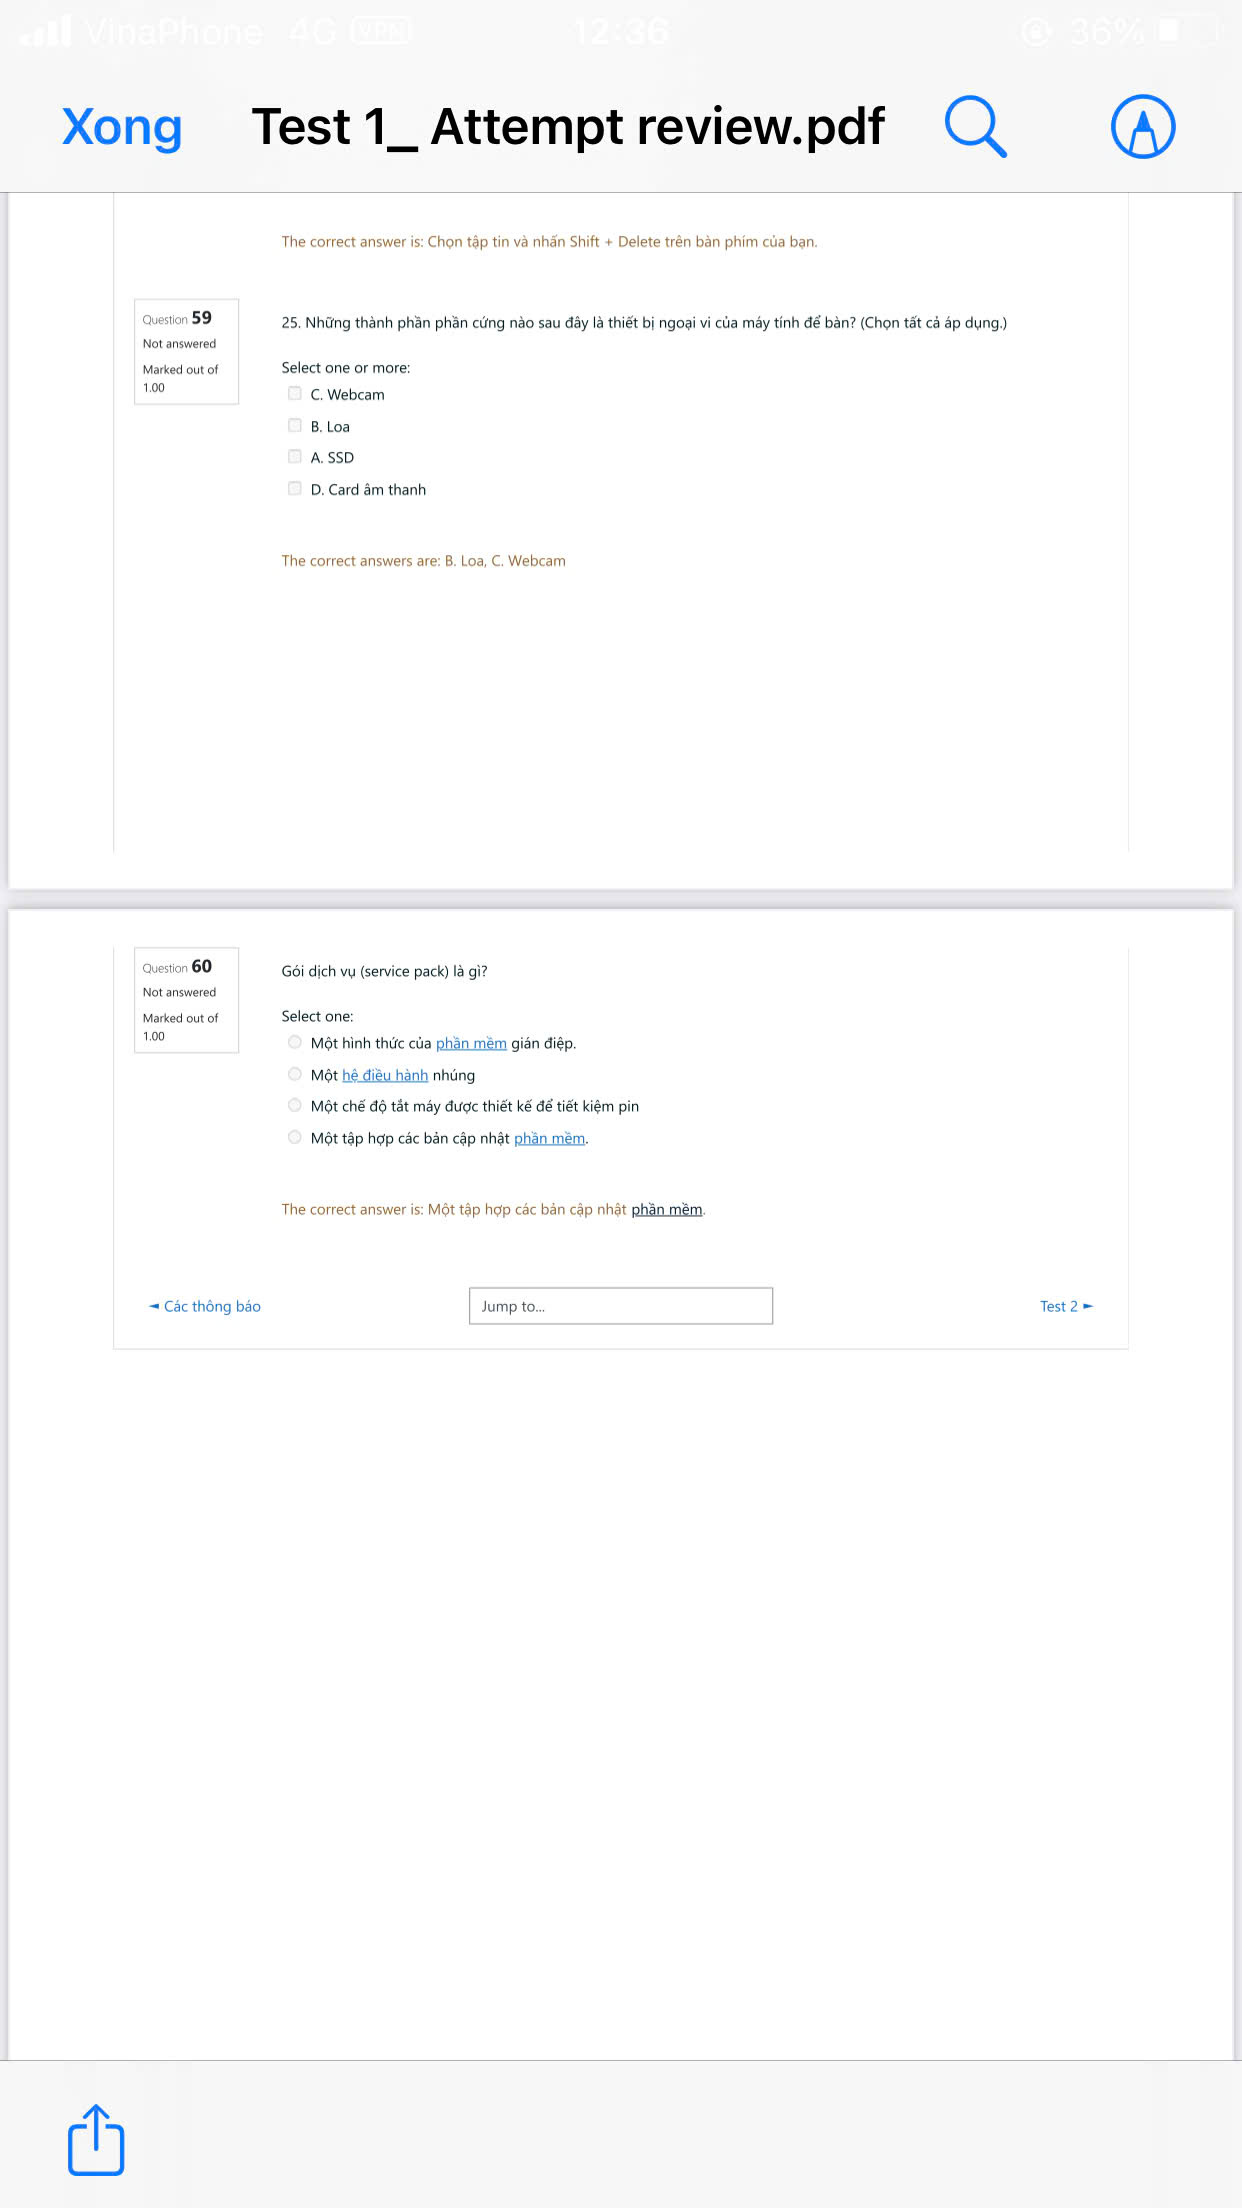 VinaPhone 4G VPN 12:36 36%
Xong Test 1_ Attempt review.pdf
The correct answer is: Chọn tập tin và nhấn Shift + Delete trên bàn phím của bạn.
Question 59
Not answered
Marked out of
1.00
25. Những thành phần phần cứng nào sau đây là thiết bị ngoại vi của máy tính để bàn? (Chọn tất cả áp dụng.)
Select one or more:
C. Webcam
B. Loa
A. SSD
D. Card âm thanh
The correct answers are: B. Loa, C. Webcam
Question 60
Not answered
Marked out of
1.00
Gói dịch vụ (service pack) là gì?
Select one:
Một hình thức của phần mềm gián điệp.
Một hệ điều hành nhúng
Một chế độ tắt máy được thiết kế để tiết kiệm pin
Một tập hợp các bản cập nhật phần mềm.
The correct answer is: Một tập hợp các bản cập nhật phần mềm.
◄ Các thông báo
Jump to...
Test 2 ►